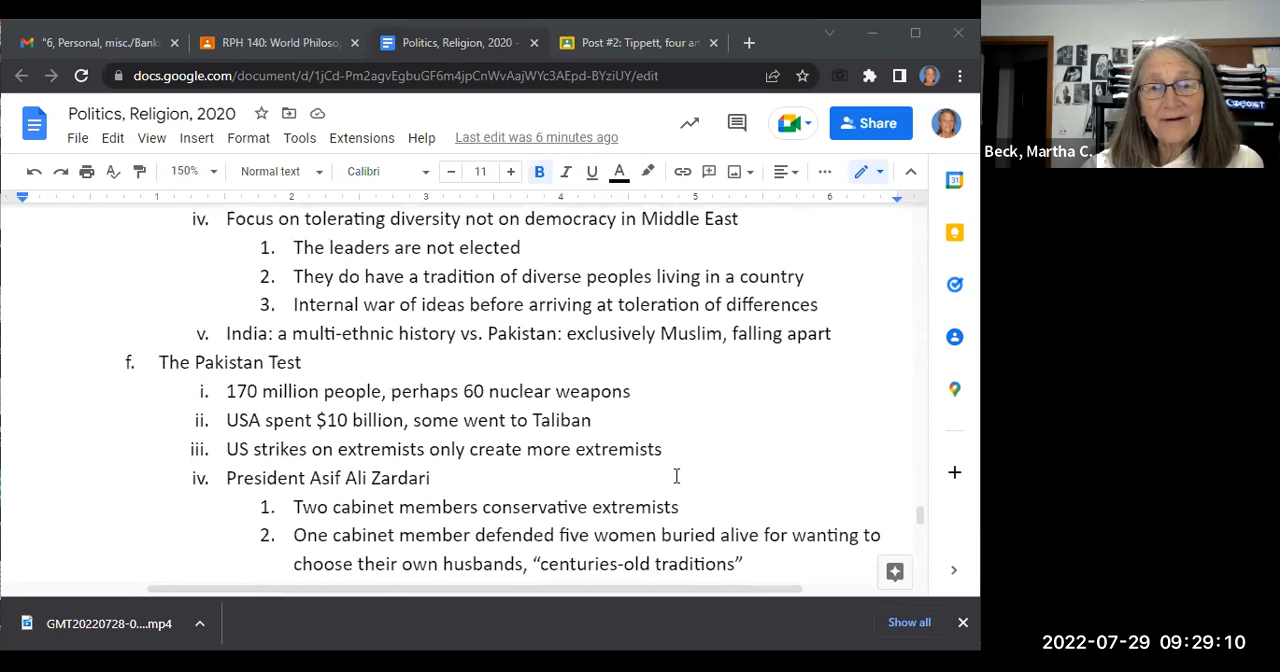 "6, Personal, misc./Bank
RPH 140: World Philoso
Politics, Religion, 2020 -
Post #2: Tippett, four an
docs.google.com/document/d/1jCd-Pm2agvEgbuGF6m4jpCnWvAajWYc3AEpd-BYziUY/edit
Politics, Religion, 2020
Share
File Edit View Insert Format Tools Extensions Help Last edit was 6 minutes ago
Beck, Martha C.
150% Normal text Calibri 11 B I U A
1 2 3 4 5 6
iv. Focus on tolerating diversity not on democracy in Middle East
1. The leaders are not elected
2. They do have a tradition of diverse peoples living in a country
3. Internal war of ideas before arriving at toleration of differences
v. India: a multi-ethnic history vs. Pakistan: exclusively Muslim, falling apart
f. The Pakistan Test
i. 170 million people, perhaps 60 nuclear weapons
ii. USA spent $10 billion, some went to Taliban
iii. US strikes on extremists only create more extremists
iv. President Asif Ali Zardari
1. Two cabinet members conservative extremists
2. One cabinet member defended five women buried alive for wanting to
choose their own husbands, “centuries-old traditions”
GMT20220728-0....mp4
Show all
2022-07-29 09:29:10